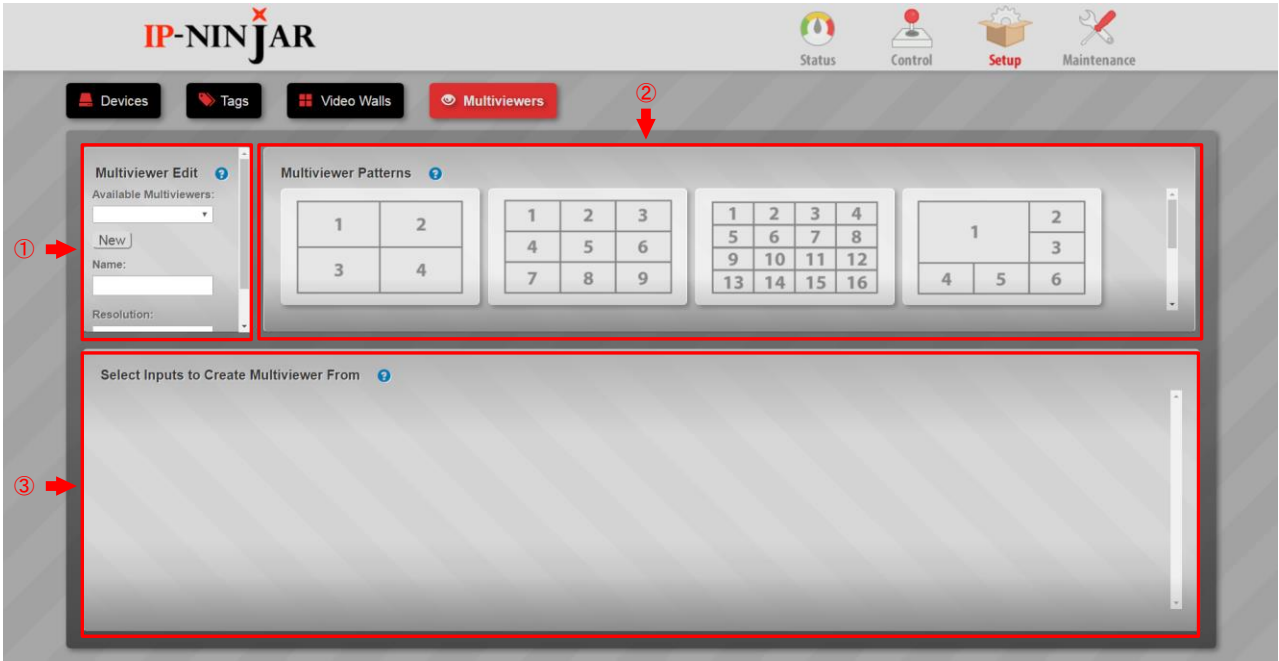 IP-NINJAR
Status Control Setup Maintenance
Devices Tags Video Walls Multiviewers
②
Multiviewer Edit ?
Available Multiviewers:
New
Name:
Resolution:
①
Multiviewer Patterns ?
1 2
3 4
1 2 3
4 5 6
7 8 9
1 2 3 4
5 6 7 8
9 10 11 12
13 14 15 16
1 2
3
4 5 6
Select Inputs to Create Multiviewer From ?
③